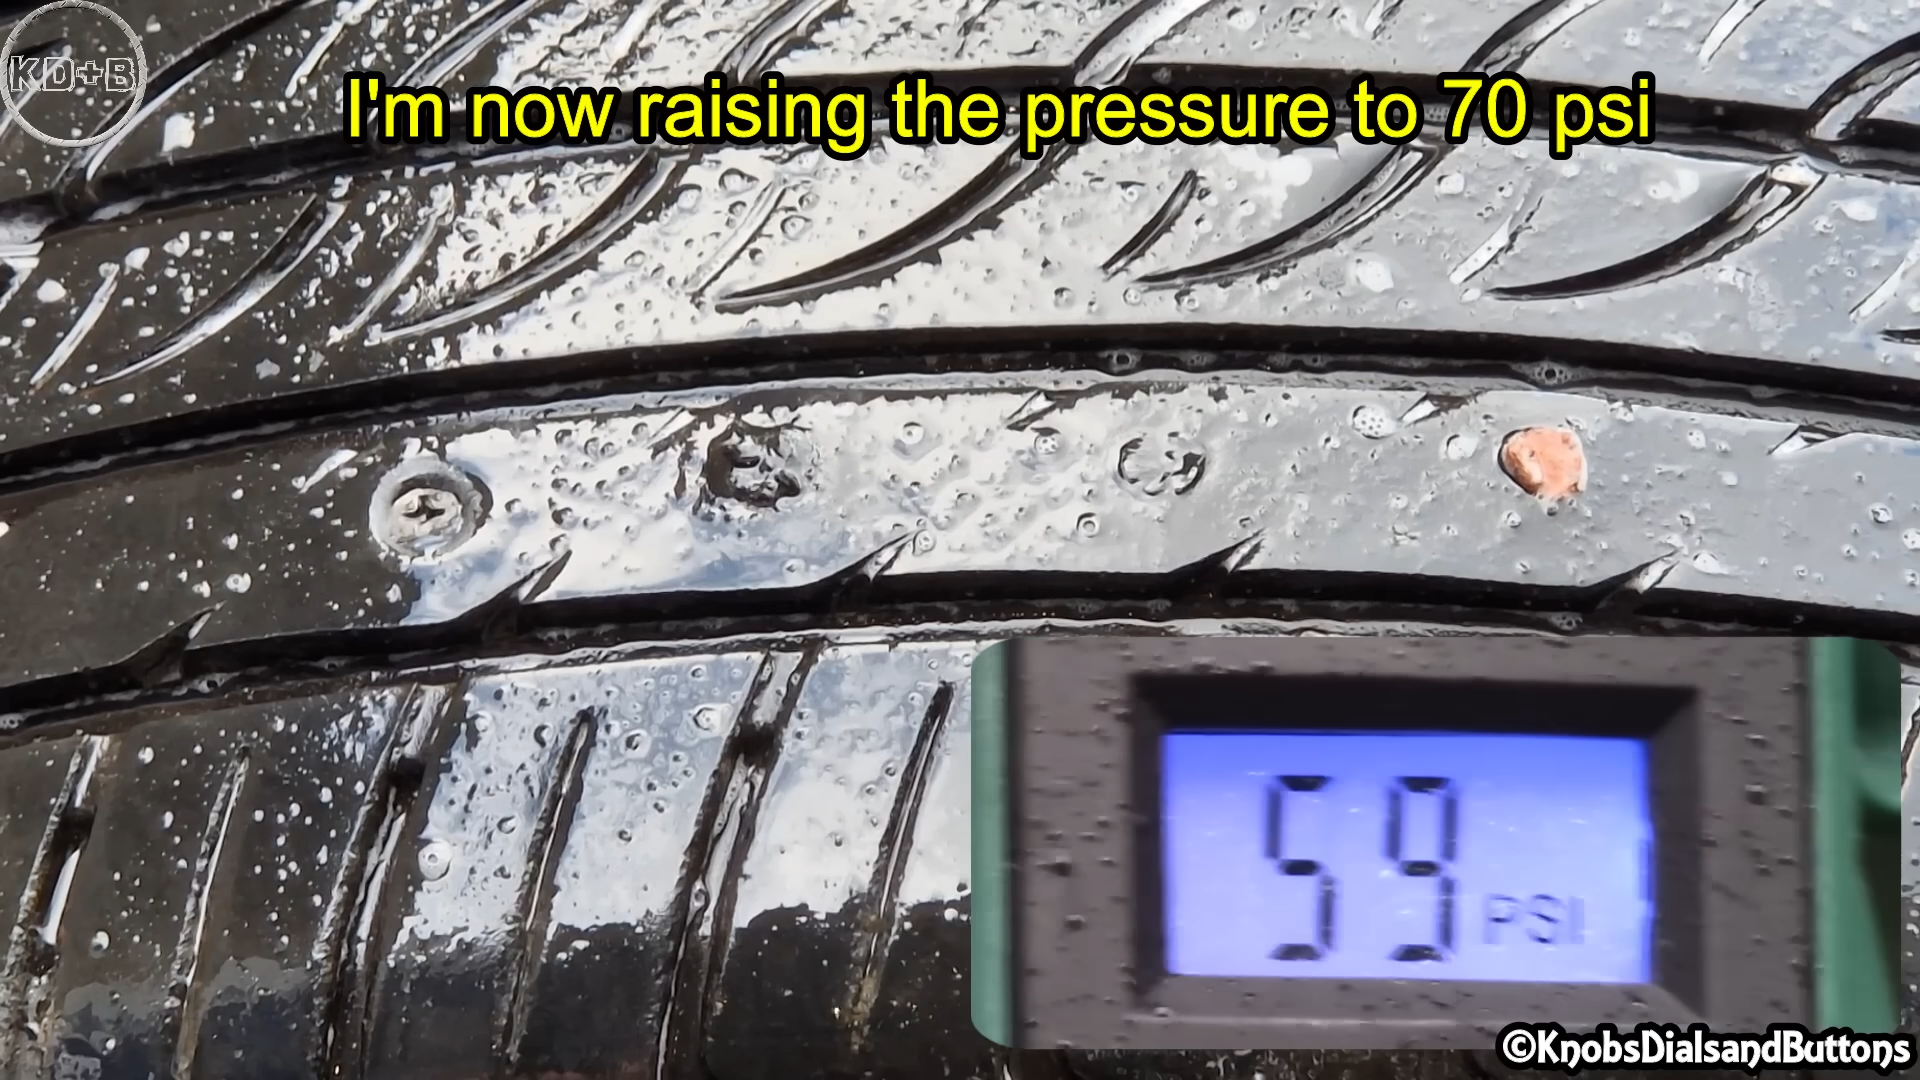 KD+B
I'm now raising the pressure to 70 psi
59 PSI
©KnobsDialsandButtons